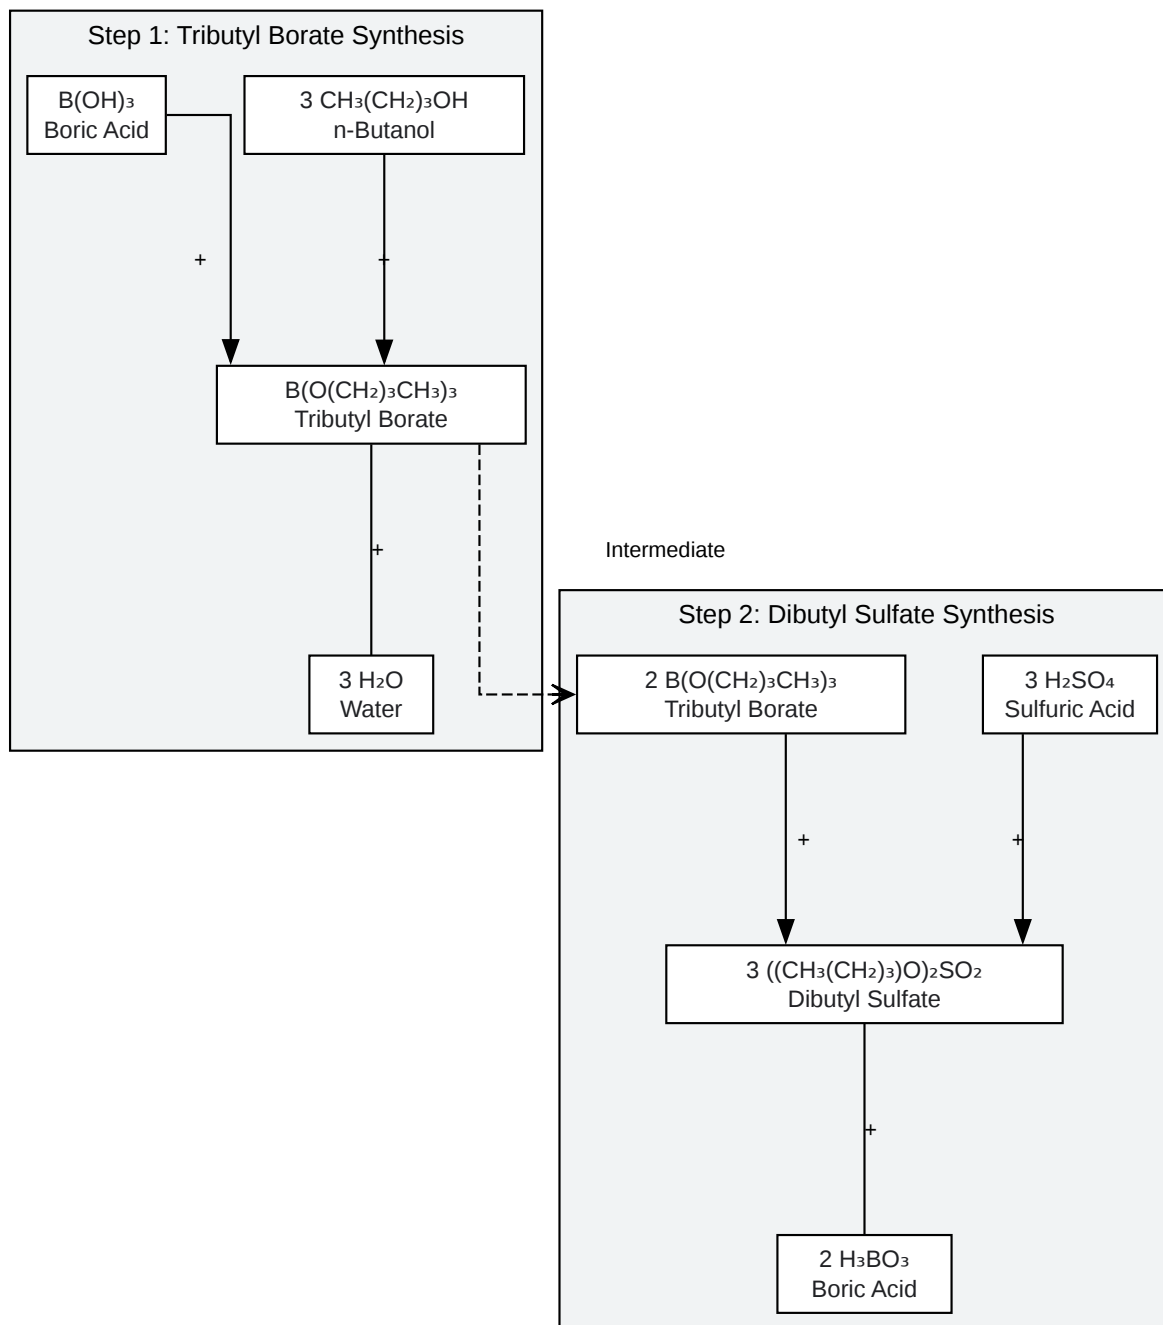 Step 1: Tributyl Borate Synthesis
B(OH)₃
Boric Acid
3 CH₃(CH₂)₃OH
n-Butanol
+
+
B(O(CH₂)₃CH₃)₃
Tributyl Borate
+
3 H₂O
Water
Intermediate
Step 2: Dibutyl Sulfate Synthesis
2 B(O(CH₂)₃CH₃)₃
Tributyl Borate
3 H₂SO₄
Sulfuric Acid
+
+
3 ((CH₃(CH₂)₃)O)₂SO₂
Dibutyl Sulfate
+
2 H₃BO₃
Boric Acid